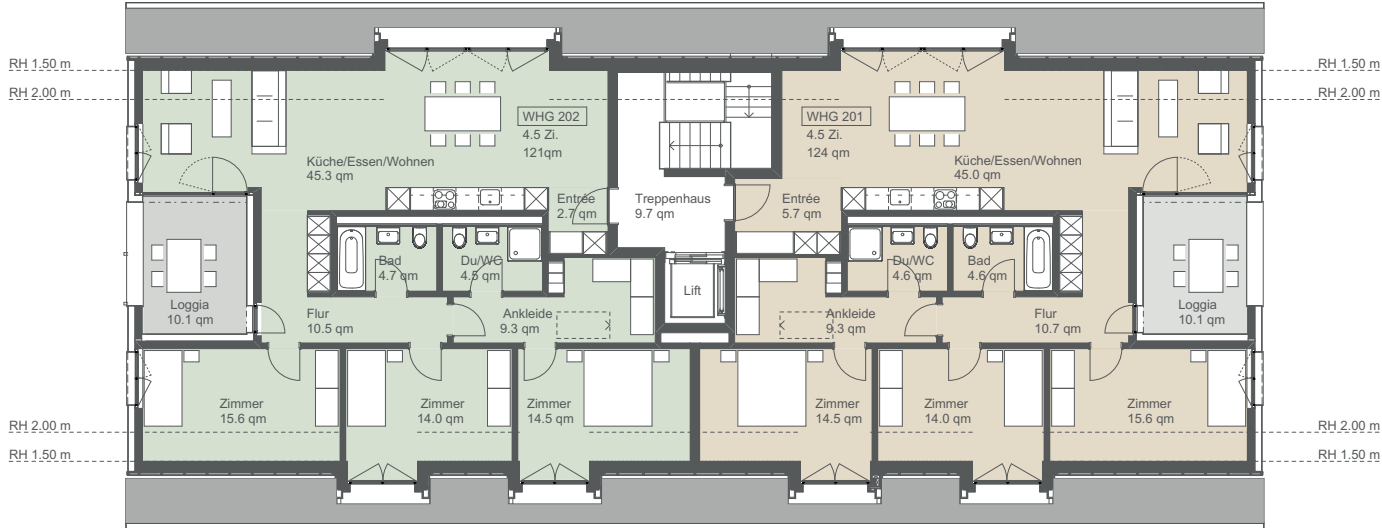 RH 1.50 m
RH 1.50 m
RH 2.00 m
RH 2.00 m
WHG 202
4.5 Zi.
121qm
WHG 201
4.5 Zi.
124 qm
Küche/Essen/Wohnen
45.3 qm
Küche/Essen/Wohnen
45.0 qm
Entrée
2.7 qm
Treppenhaus
9.7 qm
Entrée
5.7 qm
Bad
4.7 qm
Du/WC
4.5 qm
Du/WC
4.6 qm
Bad
4.6 qm
Lift
Loggia
10.1 qm
Flur
10.5 qm
Ankleide
9.3 qm
Ankleide
9.3 qm
Flur
10.7 qm
Loggia
10.1 qm
Zimmer
15.6 qm
Zimmer
14.0 qm
Zimmer
14.5 qm
Zimmer
14.5 qm
Zimmer
14.0 qm
Zimmer
15.6 qm
RH 2.00 m
RH 2.00 m
RH 1.50 m
RH 1.50 m